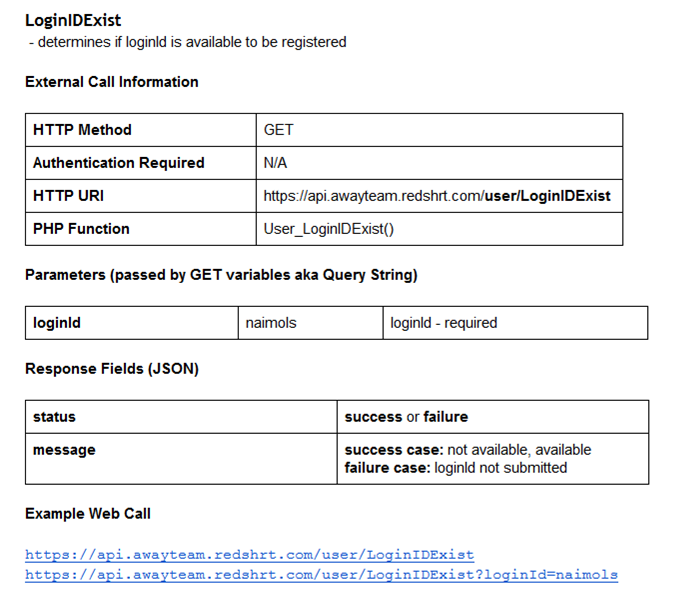 LoginIDExist
- determines if loginId is available to be registered
External Call Information
HTTP Method GET
Authentication Required N/A
HTTP URI https://api.awayteam.redshrt.com/user/LoginIDExist
PHP Function User_LoginIDExist()
Parameters (passed by GET variables aka Query String)
loginId naimols loginId - required
Response Fields (JSON)
status success or failure
message success case: not available, available
failure case: loginId not submitted
Example Web Call
https://api.awayteam.redshrt.com/user/LoginIDExist
https://api.awayteam.redshrt.com/user/LoginIDExist?loginId=naimols